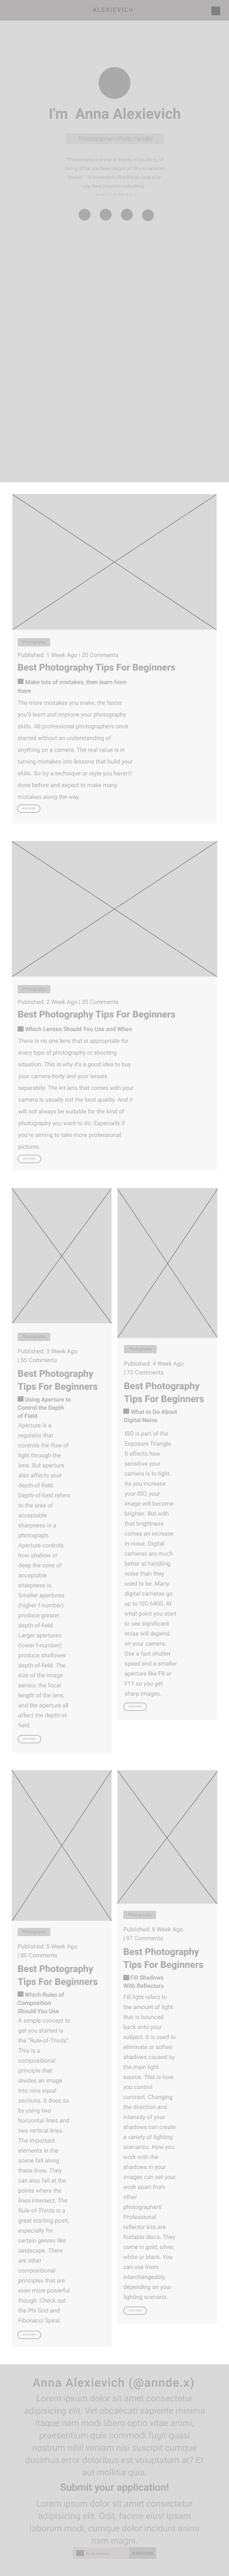 ALEXIEVICH
I'm Anna Alexievich
Photography
Published: 1 Week Ago | 20 Comments
Best Photography Tips For Beginners
Make lots of mistakes, then learn from
them
The more mistakes you make, the faster
you'll learn and improve your photography
skills. All professional photographers once
started without an understanding of
anything on a camera. The real value is in
turning mistakes into lessons that build your
skills. So try a technique or style you haven't
done before and expect to make many
mistakes along the way.
Photography
Published: 2 Week Ago | 35 Comments
Best Photography Tips For Beginners
Which Lenses Should You Use and When
There is no one lens that is appropriate for
every type of photography or shooting
situation. This is why it's a good idea to buy
your camera body and your lenses
separately. The kit lens that comes with your
camera is usually not the best quality. And it
will not always be suitable for the kind of
photography you want to do. Especially if
you're aiming to take more professional
pictures.
Photography
Published: 3 Week Ago
| 55 Comments
Best Photography
Tips For Beginners
Using Aperture to
Control the Depth
of Field
Aperture is a
regulator that
controls the flow of
light through the
lens. But aperture
also affects your
depth-of-field.
Depth-of-field refers
to the area of
acceptable
sharpness in a
photograph.
Aperture controls
how shallow or
deep the zone of
acceptable
sharpness is.
Smaller apertures
(higher f-number)
produce greater
depth-of-field.
Larger apertures
(lower f-number)
produce shallower
depth-of-field. The
size of the image
sensor, the focal
length of the lens,
and the aperture all
affect the depth-of-
field.
Photography
Published: 4 Week Ago
| 73 Comments
Best Photography
Tips For Beginners
What to Do About
Digital Noise
ISO is part of the
Exposure Triangle.
It affects how
sensitive your
camera is to light.
As you increase
your ISO, your
image will become
brighter. But with
that brightness
comes an increase
in noise. Digital
cameras are much
better at handling
noise than they
used to be. Many
digital cameras go
up to ISO 6400. At
what point you start
to see significant
noise will depend
on your camera.
Use a fast shutter
speed and a smaller
aperture like F8 or
F11 so you get
sharp images.
Photography
Published: 5 Week Ago
| 80 Comments
Best Photography
Tips For Beginners
Which Rules of
Composition
Should You Use
A simple concept to
get you started is
the "Rule-of-Thirds".
This is a
compositional
principle that
divides an image
into nine equal
sections. It does so
by using two
horizontal lines and
two vertical lines.
The important
elements in the
scene fall along
these lines. They
can also fall at the
points where the
lines intersect. The
Rule-of-Thirds is a
great starting point,
especially for
certain genres like
landscape. There
are other
compositional
principles that are
even more powerful
though. Check out
the Phi Grid and
Fibonacci Spiral.
Photography
Published: 6 Week Ago
| 97 Comments
Best Photography
Tips For Beginners
Fill Shadows
With Reflectors
Fill light refers to
the amount of light
that is bounced
back onto your
subject. It is used to
eliminate or soften
shadows caused by
the main light
source. This is how
you control
contrast. Changing
the direction and
intensity of your
shadows can create
a variety of lighting
scenarios. How you
work with the
shadows in your
images can set your
work apart from
other
photographers'.
Professional
reflector kits are
foldable discs. They
come in gold, silver,
white or black. You
can use them
interchangeably,
depending on your
lighting scenario.
Anna Alexievich (@annde.x)
Lorem ipsum dolor sit amet consectetur
adipisicing elit. Vel obcaecati sapiente minima
itaque nam modi libero optio vitae animi,
praesentium quis commodi fugit quasi
nostrum nihil veniam nisi suscipit cumque
ducimus error doloribus est voluptatum at? Et
aut mollitia quia.
Submit your application!
Lorem ipsum dolor sit amet consectetur
adipisicing elit. Odit, facere eius! Ipsam
laborum modi, cumque dolor incidunt animi
nam magni.